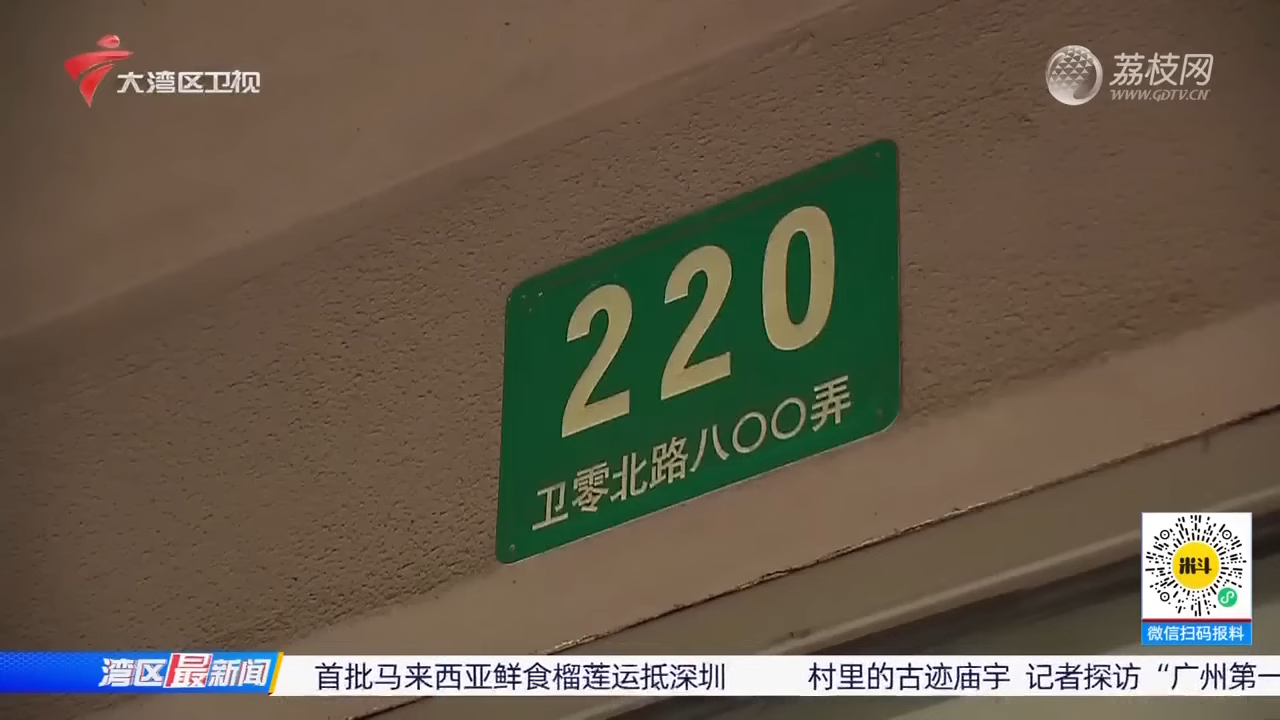 大湾区卫视
荔枝网
WWW.GDTV.CN
220
卫零北路八〇〇弄
米斗
微信扫码报料
湾区最新闻
首批马来西亚鲜食榴莲运抵深圳
村里的古迹庙宇 记者探访“广州第一